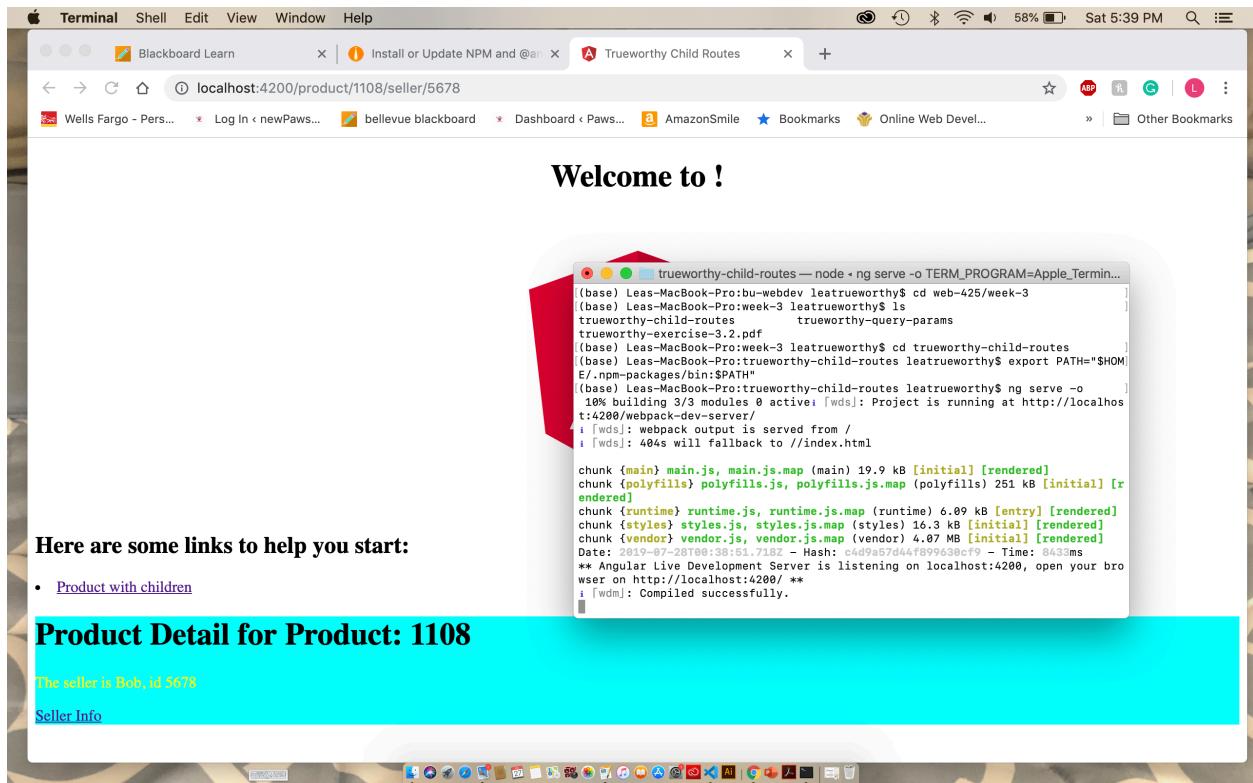 Terminal Shell Edit View Window Help 58% Sat 5:39 PM
Blackboard Learn Install or Update NPM and @an Trueworthy Child Routes
localhost:4200/product/1108/seller/5678 ABP L
Wells Fargo - Pers... Log In ‹ newPaws... bellevue blackboard Dashboard ‹ Paws... AmazonSmile Bookmarks Online Web Devel... » Other Bookmarks
Welcome to !
trueworthy-child-routes — node ◂ ng serve -o TERM_PROGRAM=Apple_Termin...
[(base) Leas-MacBook-Pro:bu-webdev leatrueworthy$ cd web-425/week-3 ]
[(base) Leas-MacBook-Pro:week-3 leatrueworthy$ ls ]
trueworthy-child-routes trueworthy-query-params
trueworthy-exercise-3.2.pdf
[(base) Leas-MacBook-Pro:week-3 leatrueworthy$ cd trueworthy-child-routes ]
[(base) Leas-MacBook-Pro:trueworthy-child-routes leatrueworthy$ export PATH="$HOM]
E/.npm-packages/bin:$PATH"
[(base) Leas-MacBook-Pro:trueworthy-child-routes leatrueworthy$ ng serve -o ]
10% building 3/3 modules 0 activeℹ ｢wds｣: Project is running at http://localhos
t:4200/webpack-dev-server/
ℹ ｢wds｣: webpack output is served from /
ℹ ｢wds｣: 404s will fallback to //index.html
chunk {main} main.js, main.js.map (main) 19.9 kB [initial] [rendered]
chunk {polyfills} polyfills.js, polyfills.js.map (polyfills) 251 kB [initial] [r
endered]
chunk {runtime} runtime.js, runtime.js.map (runtime) 6.09 kB [entry] [rendered]
chunk {styles} styles.js, styles.js.map (styles) 16.3 kB [initial] [rendered]
chunk {vendor} vendor.js, vendor.js.map (vendor) 4.07 MB [initial] [rendered]
Date: 2019-07-28T00:38:51.718Z - Hash: c4d9a57d44f899630cf9 - Time: 8433ms
** Angular Live Development Server is listening on localhost:4200, open your bro
wser on http://localhost:4200/ **
ℹ ｢wdm｣: Compiled successfully.
Here are some links to help you start:
• Product with children
Product Detail for Product: 1108
The seller is Bob, id 5678
Seller Info